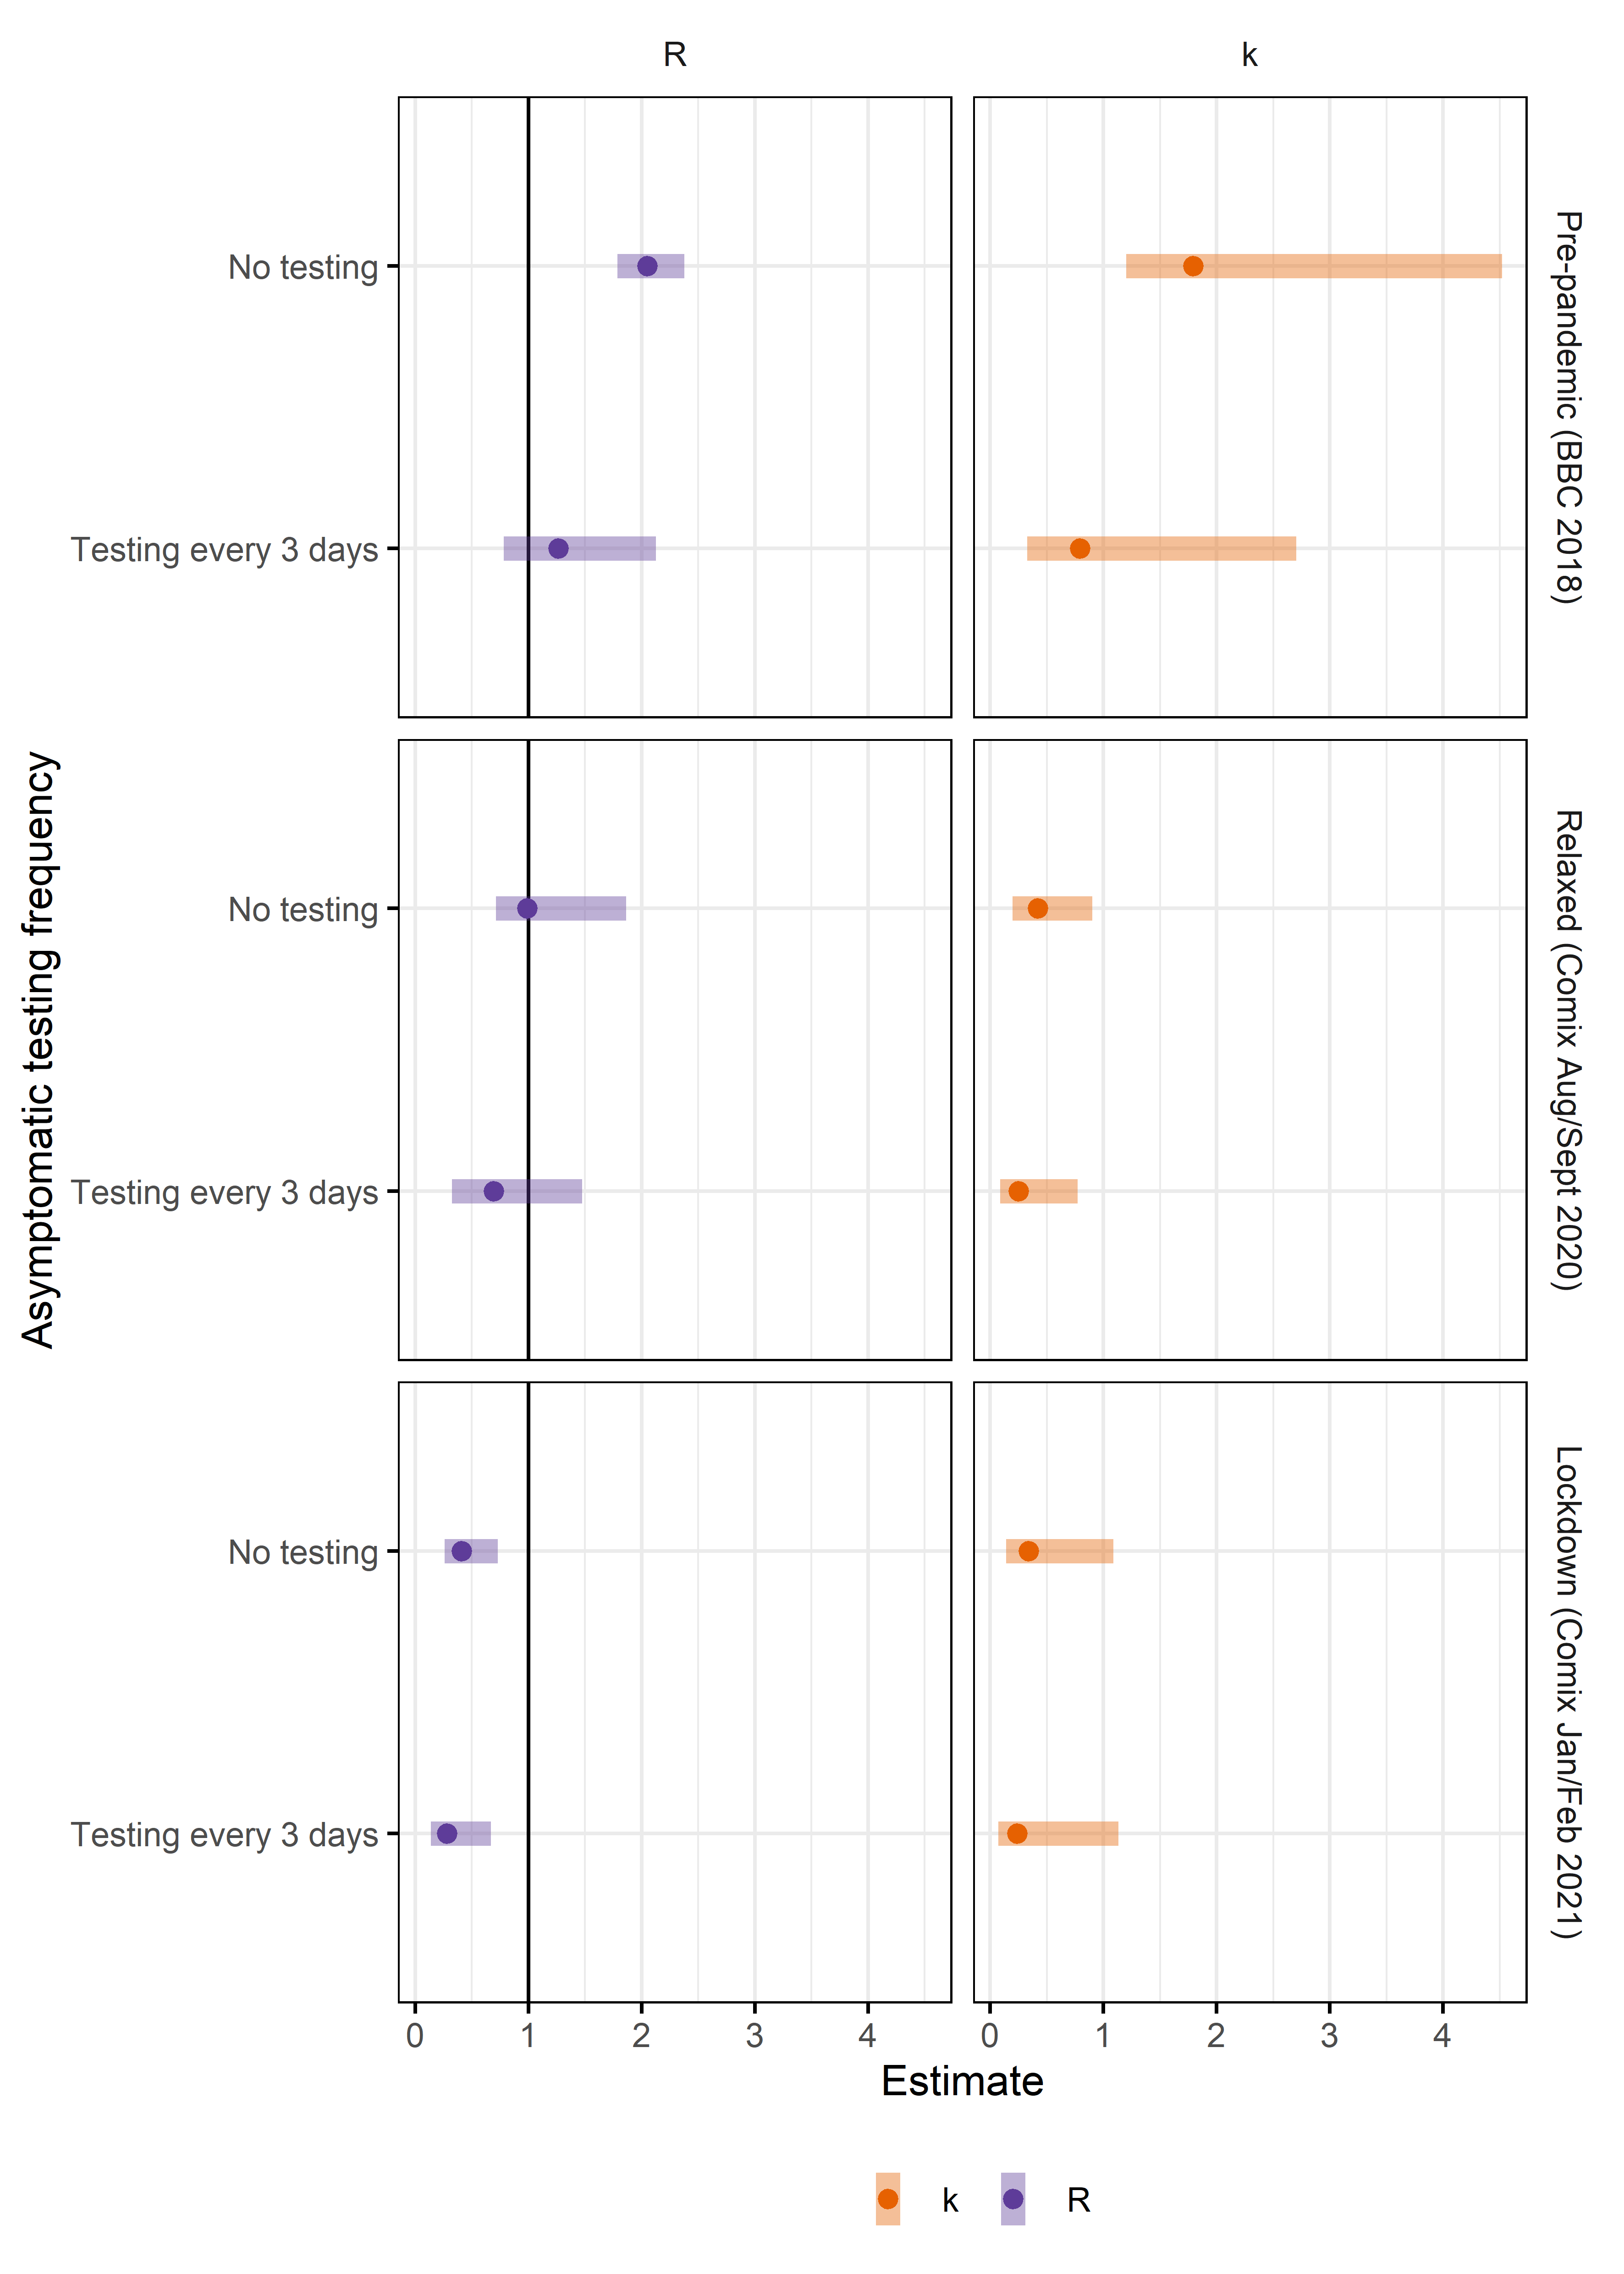 R
k
No testing
Testing every 3 days
Pre-pandemic (BBC 2018)
Asymptomatic testing frequency
No testing
Testing every 3 days
Relaxed (Comix Aug/Sept 2020)
No testing
Testing every 3 days
Lockdown (Comix Jan/Feb 2021)
0 1 2 3 4
0 1 2 3 4
Estimate
k R